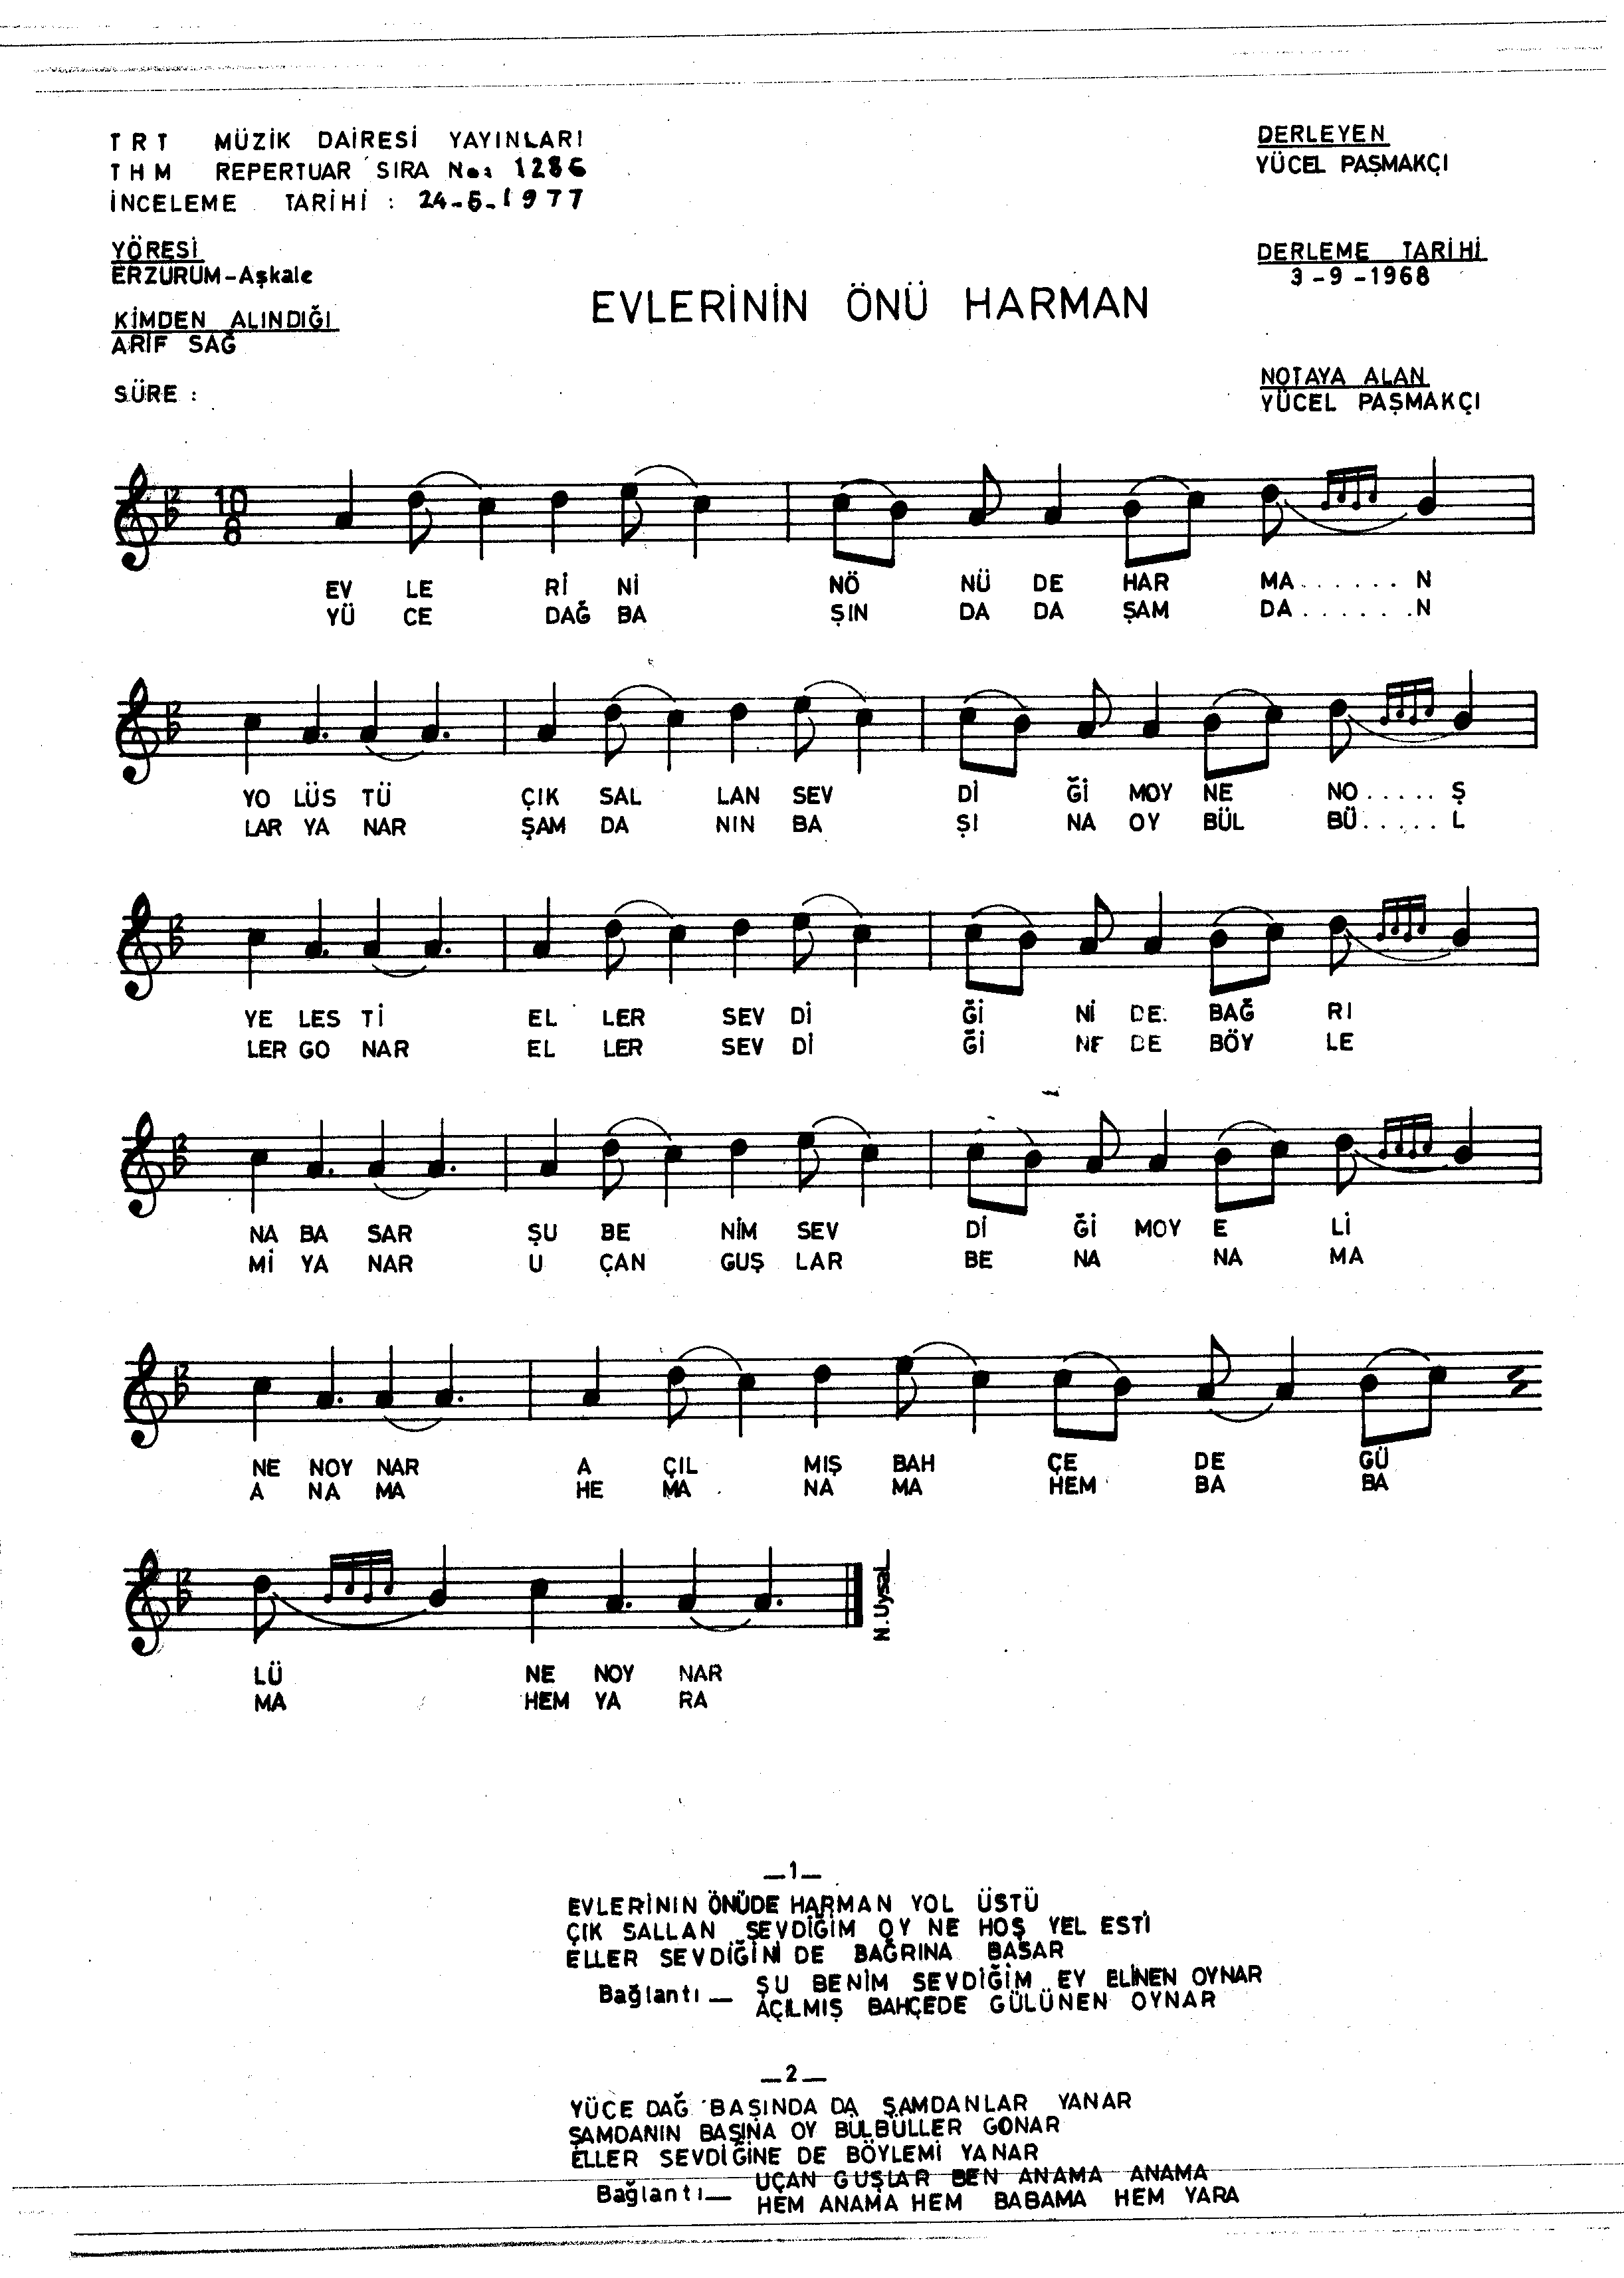 TRT MÜZİK DAİRESİ YAYINLARI
THM REPERTUAR SIRA No: 1286
İNCELEME TARİHİ : 24-5-1977
DERLEYEN
YÜCEL PAŞMAKÇI
YÖRESİ
ERZURUM-Aşkale
DERLEME TARİHİ
3-9-1968
KİMDEN ALINDIĞI
ARİF SAĞ
EVLERİNİN ÖNÜ HARMAN
SÜRE :
NOTAYA ALAN
YÜCEL PAŞMAKÇI
10
8
EV LE Rİ Nİ NÖ NÜ DE HAR MA......N
YÜ CE DAĞ BA ŞIN DA DA ŞAM DA......N
YO LÜS TÜ ÇIK SAL LAN SEV Dİ Ğİ MOY NE NO.....Ş
LAR YA NAR ŞAM DA NIN BA ŞI NA OY BÜL BÜ.....L
YE LES Tİ EL LER SEV Dİ Ğİ Nİ DE BAĞ RI
LER GO NAR EL LER SEV Dİ Ğİ NE DE BÖY LE
NA BA SAR ŞU BE NİM SEV Dİ Ğİ MOY E Lİ
Mİ YA NAR U ÇAN GUŞ LAR BE NA NA MA
NE NOY NAR A ÇIL MIŞ BAH ÇE DE GÜ
A NA MA HE MA NA MA HEM BA BA
N.Uysal
LÜ NE NOY NAR
MA HEM YA RA
_1_
EVLERİNIN ÖNÜDE HARMAN YOL ÜSTÜ
ÇIK SALLAN SEVDİĞİM OY NE HOŞ YEL ESTİ
ELLER SEVDİĞİNİ DE BAĞRINA BASAR
Bağlantı _ ŞU BENİM SEVDİĞİM EY ELİNEN OYNAR
AÇILMIŞ BAHÇEDE GÜLÜNEN OYNAR
_2_
YÜCE DAĞ BAŞINDA DA ŞAMDANLAR YANAR
ŞAMDANIN BAŞINA OY BÜLBÜLLER GONAR
ELLER SEVDİĞİNE DE BÖYLEMİ YANAR
Bağlantı _ UÇAN GUŞLAR BEN ANAMA ANAMA
HEM ANAMA HEM BABAMA HEM YARA